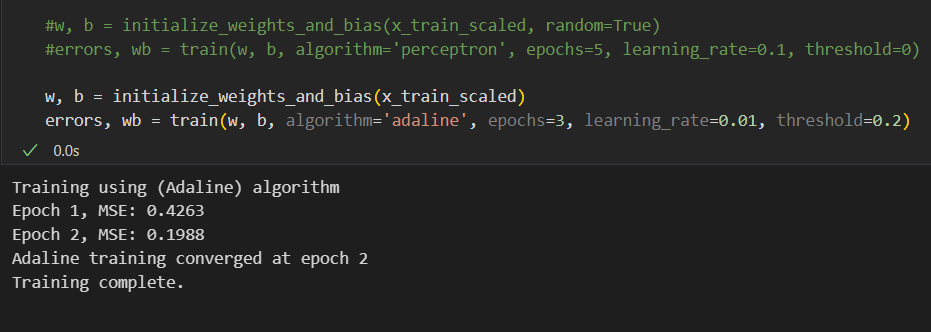 #w, b = initialize_weights_and_bias(x_train_scaled, random=True)
#errors, wb = train(w, b, algorithm='perceptron', epochs=5, learning_rate=0.1, threshold=0)
w, b = initialize_weights_and_bias(x_train_scaled)
errors, wb = train(w, b, algorithm='adaline', epochs=3, learning_rate=0.01, threshold=0.2)
✓ 0.0s
Training using (Adaline) algorithm
Epoch 1, MSE: 0.4263
Epoch 2, MSE: 0.1988
Adaline training converged at epoch 2
Training complete.